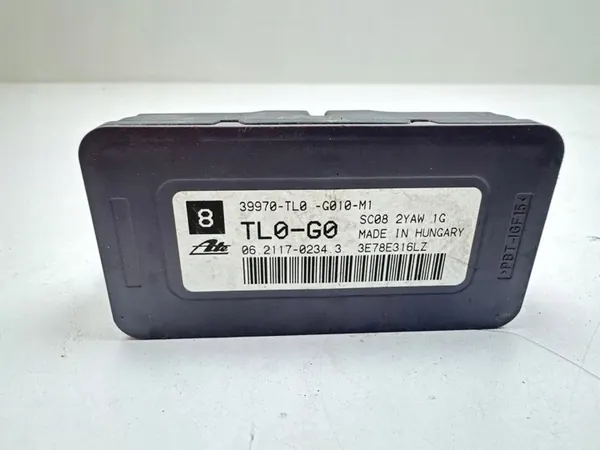 8
39970-TL0 -G010-M1
TL0-G0
SC08 2YAW 1G
MADE IN HUNGARY
Ate
06.2117-0234.3
3E78E316LZ
>PBT-IGF15<